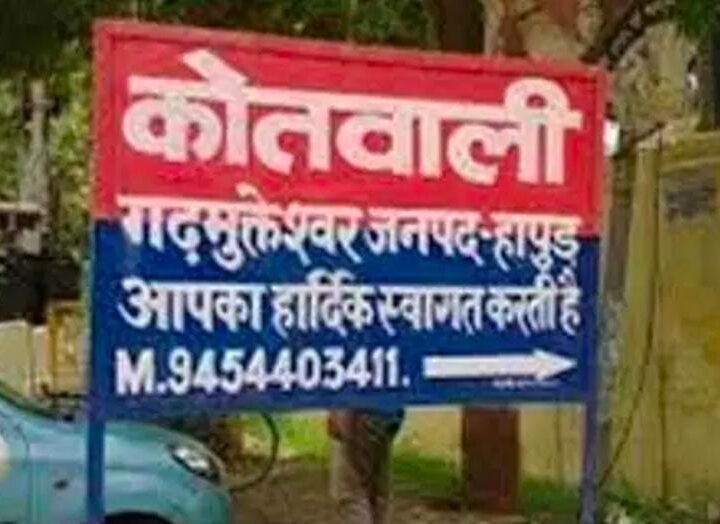 कोतवाली
गढ़मुक्तेश्वर जनपद-हापुड़
आपका हार्दिक स्वागत करती है
M.9454403411.